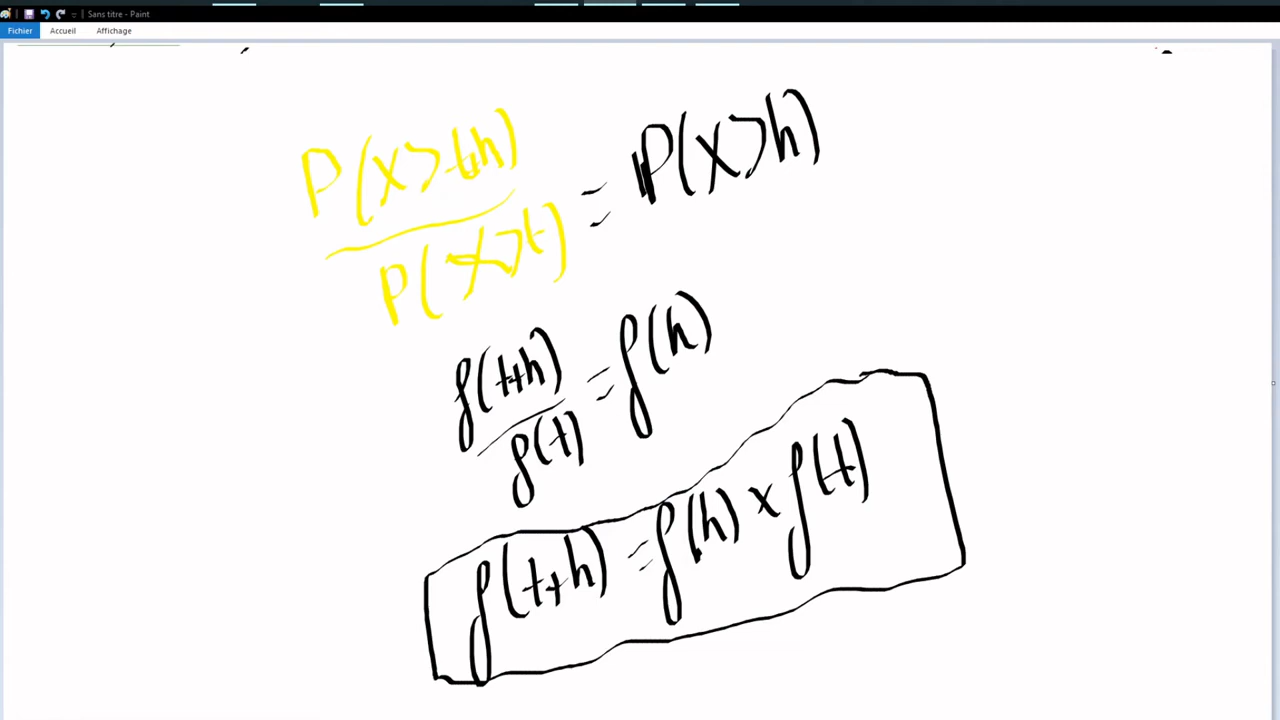 Sans titre - Paint
Fichier Accueil Affichage
P(X>t+h)
P(X>t)
= P(X>h)
f(t+h)
f(t)
= f(h)
f(t+h) = f(h) x f(t)